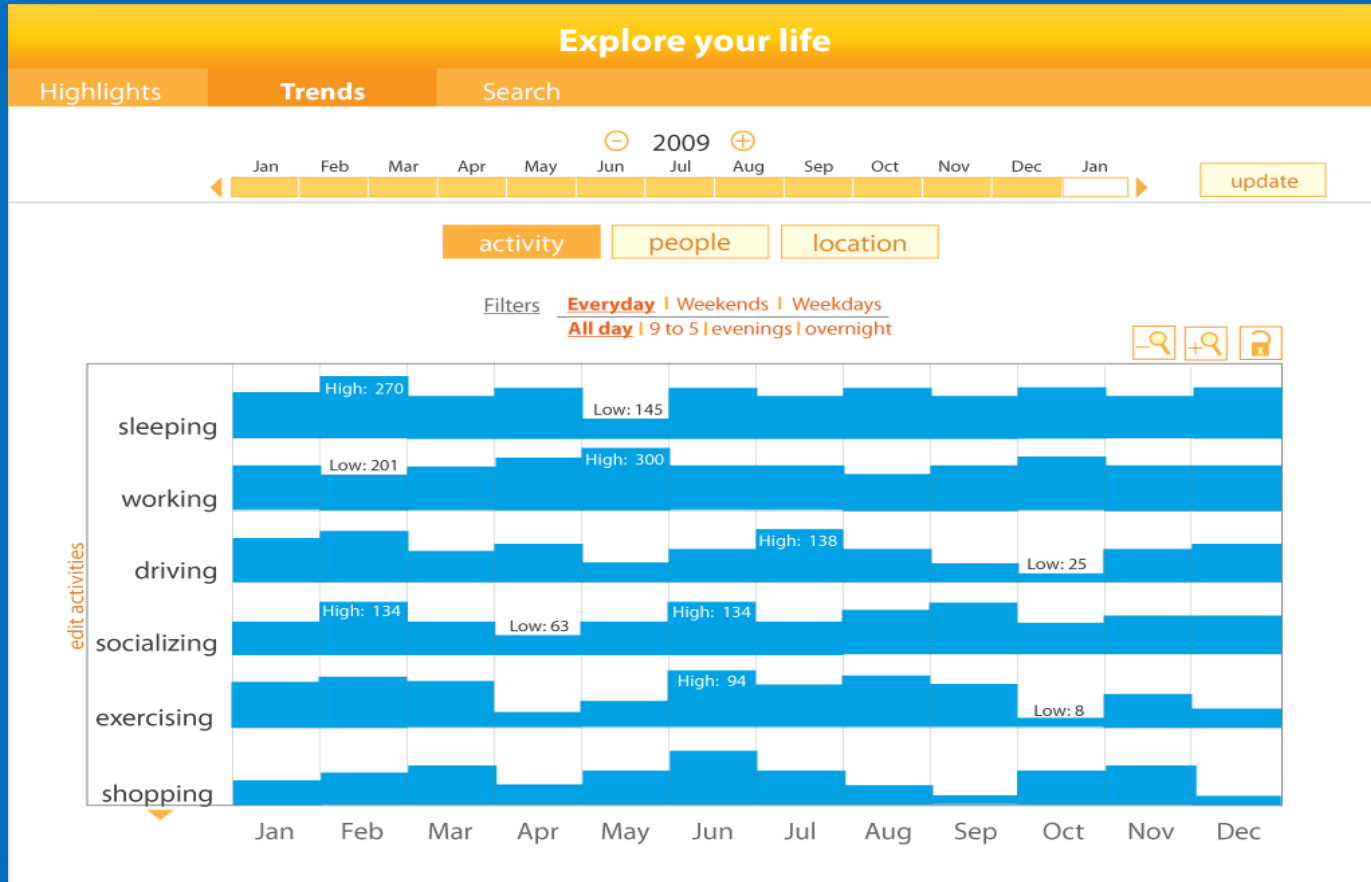 Explore your life
Highlights Trends Search
− 2009 +
Jan Feb Mar Apr May Jun Jul Aug Sep Oct Nov Dec Jan
update
activity people location
Filters Everyday | Weekends | Weekdays
All day | 9 to 5 | evenings | overnight
edit activities
sleeping High: 270 Low: 145
working Low: 201 High: 300
driving High: 138 Low: 25
socializing High: 134 Low: 63 High: 134
exercising High: 94 Low: 8
shopping
Jan Feb Mar Apr May Jun Jul Aug Sep Oct Nov Dec